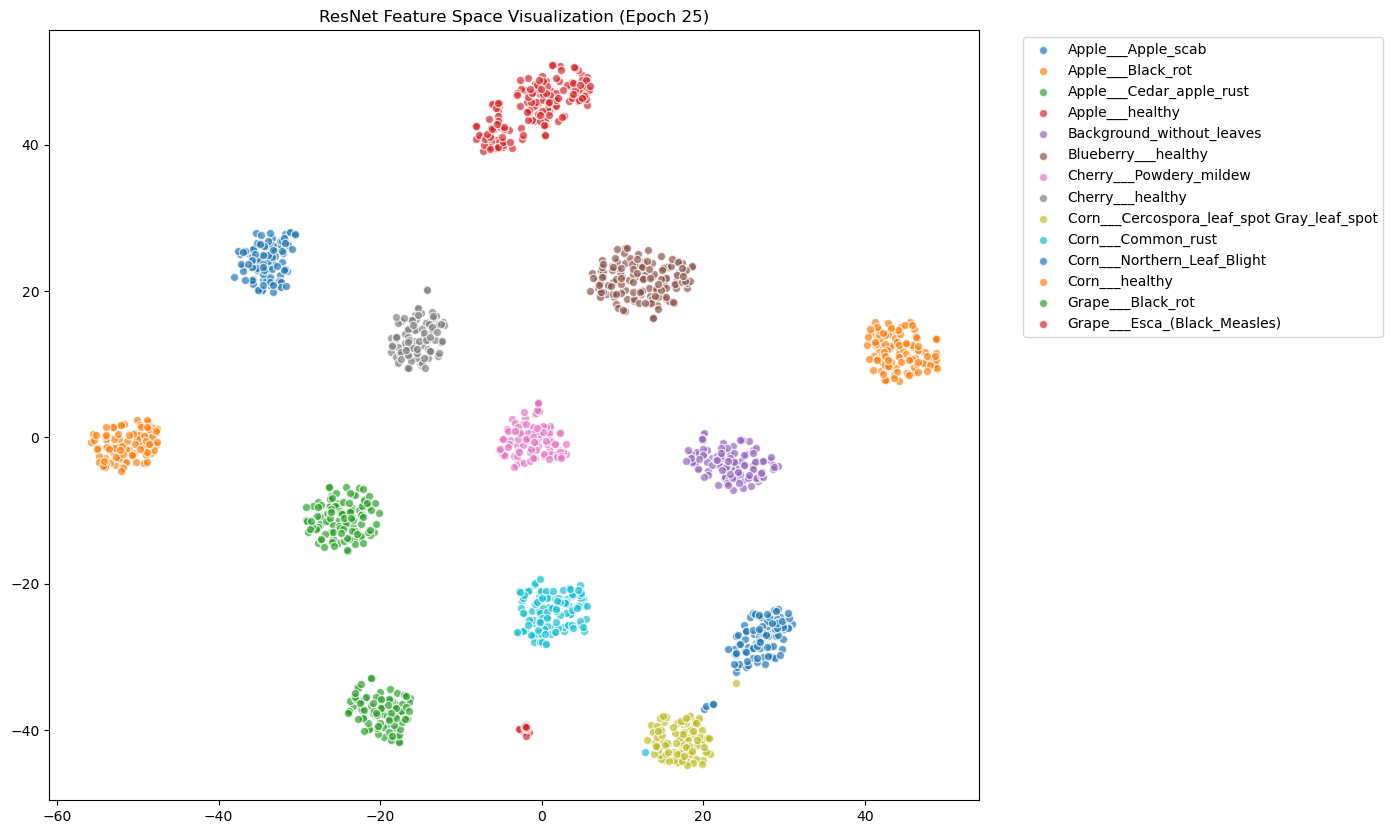 ResNet Feature Space Visualization (Epoch 25)
Apple___Apple_scab
Apple___Black_rot
Apple___Cedar_apple_rust
Apple___healthy
Background_without_leaves
Blueberry___healthy
Cherry___Powdery_mildew
Cherry___healthy
Corn___Cercospora_leaf_spot Gray_leaf_spot
Corn___Common_rust
Corn___Northern_Leaf_Blight
Corn___healthy
Grape___Black_rot
Grape___Esca_(Black_Measles)
40
20
0
−20
−40
−60
−40
−20
0
20
40